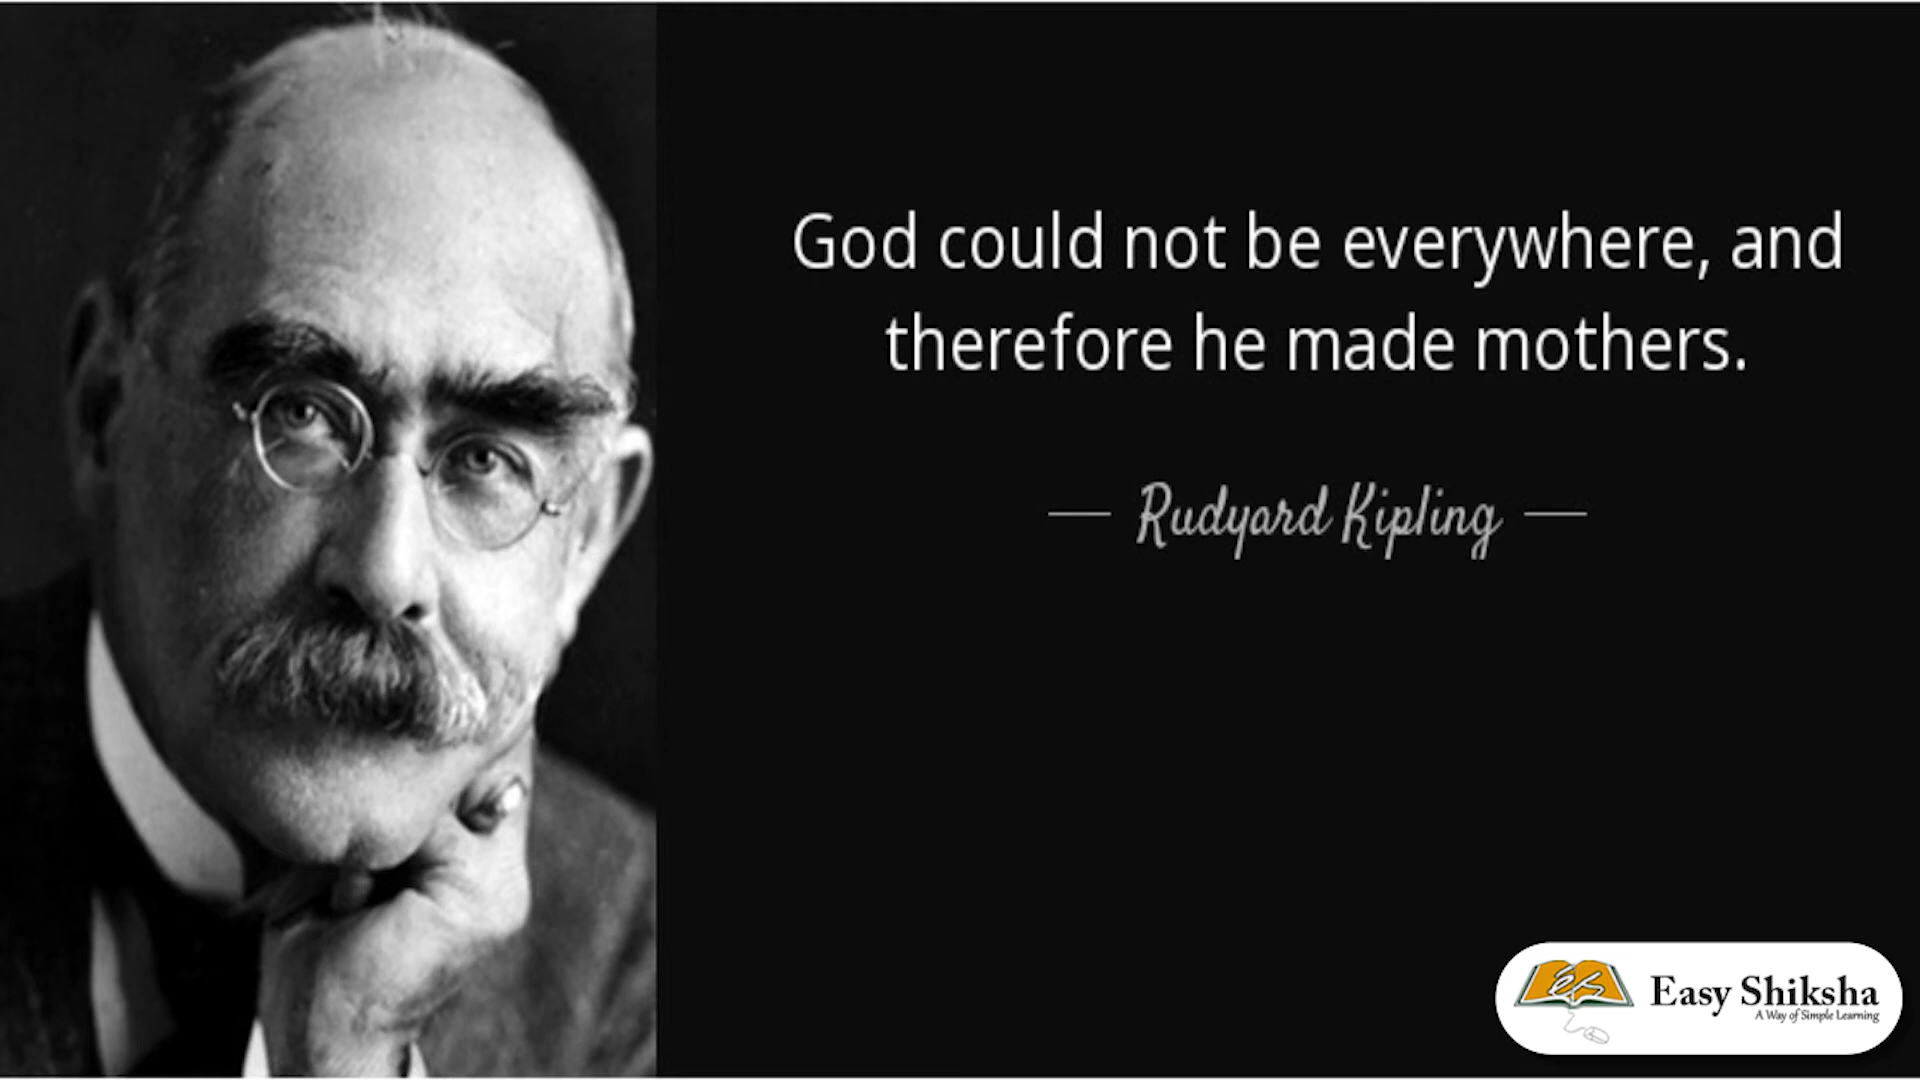 God could not be everywhere, and
therefore he made mothers.
— Rudyard Kipling —
Easy Shiksha
A Way of Simple Learning